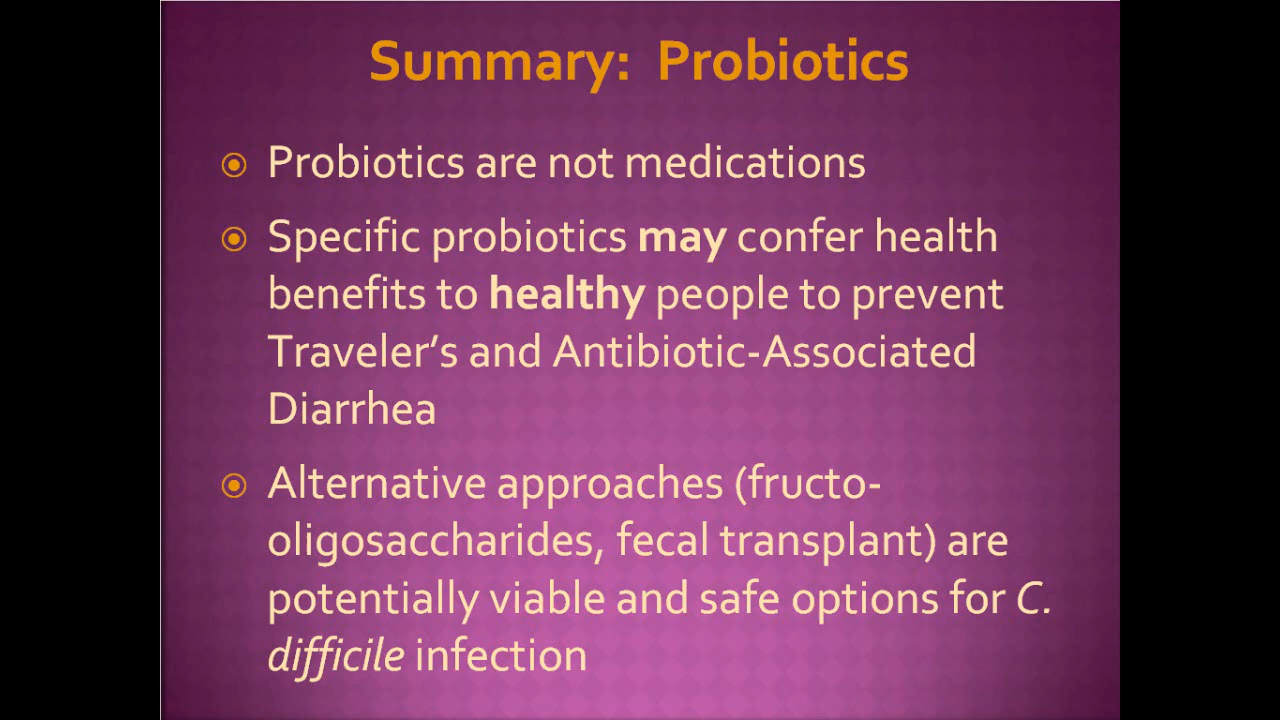 Summary: Probiotics
Probiotics are not medications
Specific probiotics may confer health
benefits to healthy people to prevent
Traveler’s and Antibiotic-Associated
Diarrhea
Alternative approaches (fructo-
oligosaccharides, fecal transplant) are
potentially viable and safe options for C.
difficile infection